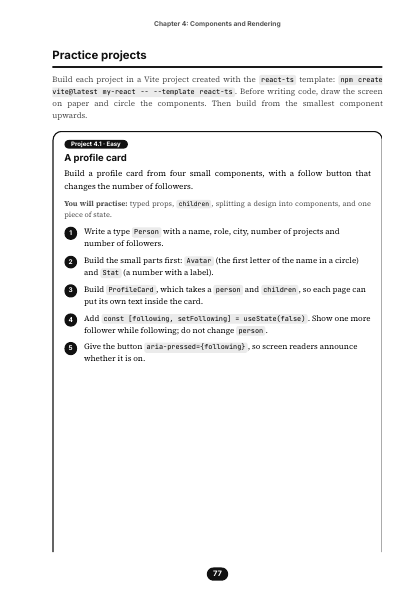 Chapter 4: Components and Rendering
Practice projects
Build each project in a Vite project created with the react-ts template: npm create
vite@latest my-react -- --template react-ts. Before writing code, draw the screen
on paper and circle the components. Then build from the smallest component
upwards.
Project 4.1 · Easy
A profile card
Build a profile card from four small components, with a follow button that
changes the number of followers.
You will practise: typed props, children, splitting a design into components, and one
piece of state.
1 Write a type Person with a name, role, city, number of projects and
number of followers.
2 Build the small parts first: Avatar (the first letter of the name in a circle)
and Stat (a number with a label).
3 Build ProfileCard, which takes a person and children, so each page can
put its own text inside the card.
4 Add const [following, setFollowing] = useState(false). Show one more
follower while following; do not change person.
5 Give the button aria-pressed={following}, so screen readers announce
whether it is on.
77